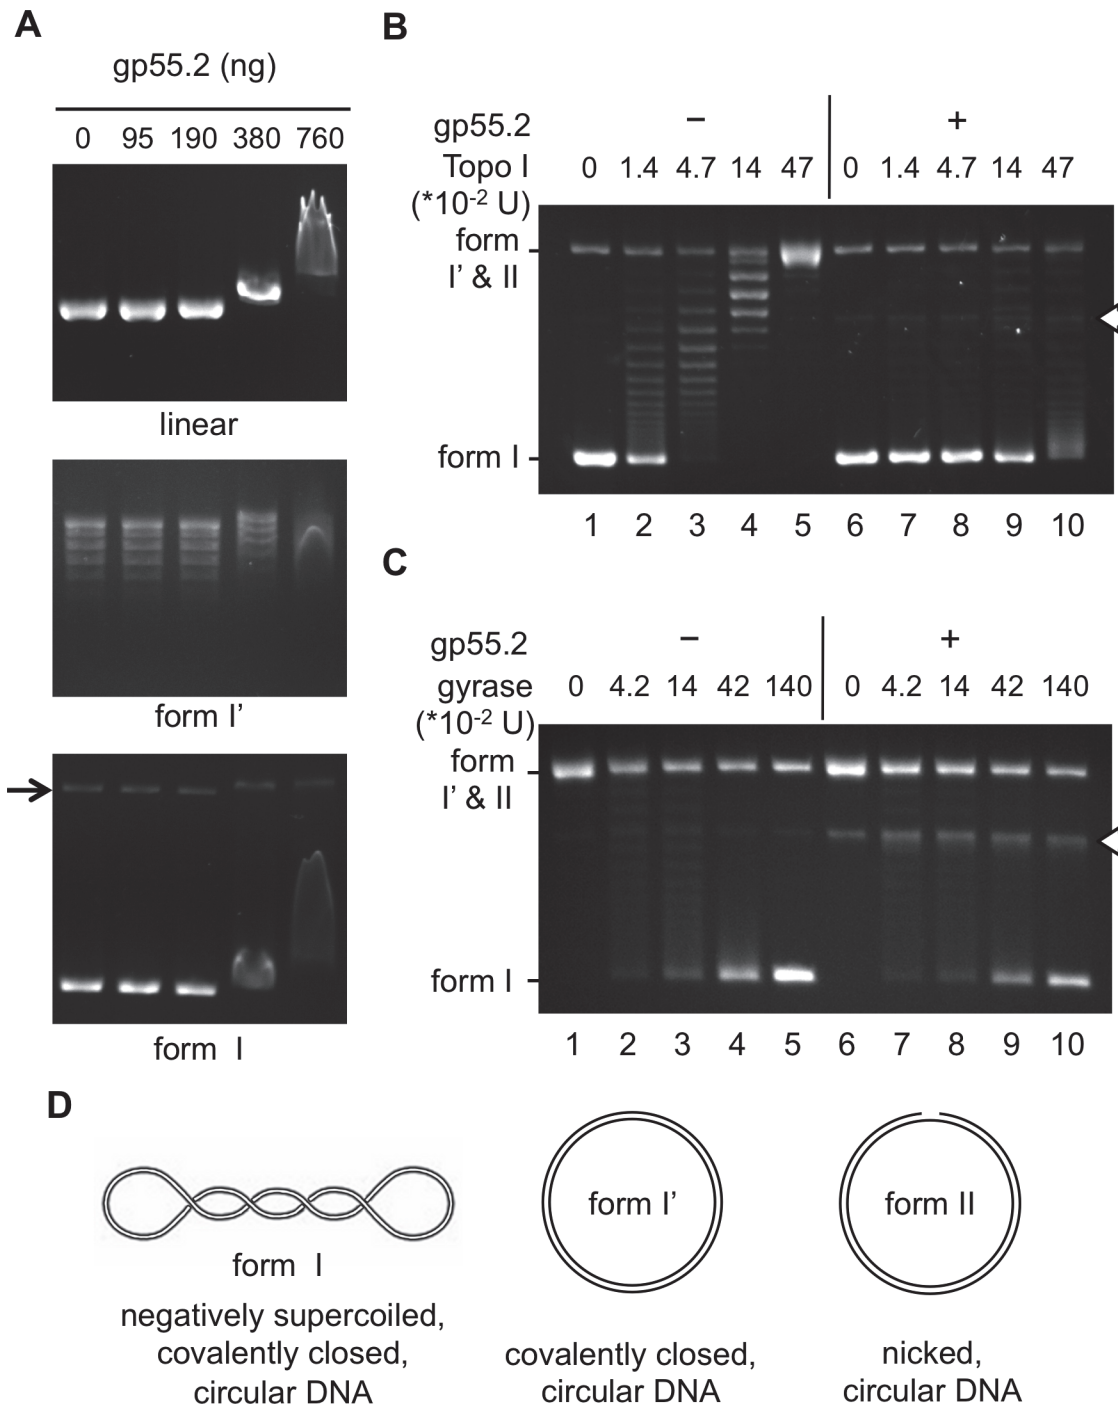 A
gp55.2 (ng)
0 95 190 380 760
linear
form I’
form I
B
gp55.2 − +
Topo I 0 1.4 4.7 14 47 0 1.4 4.7 14 47
(*10-2 U)
form
I’ & II
form I
1 2 3 4 5 6 7 8 9 10
C
gp55.2 − +
gyrase 0 4.2 14 42 140 0 4.2 14 42 140
(*10-2 U)
form
I’ & II
form I
1 2 3 4 5 6 7 8 9 10
D
form I
negatively supercoiled,
covalently closed,
circular DNA
form I’
covalently closed,
circular DNA
form II
nicked,
circular DNA